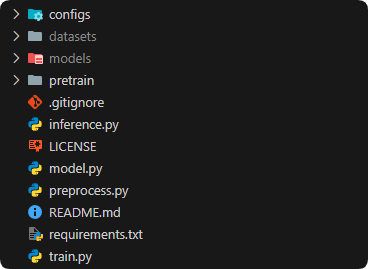 configs
datasets
models
pretrain
.gitignore
inference.py
LICENSE
model.py
preprocess.py
README.md
requirements.txt
train.py